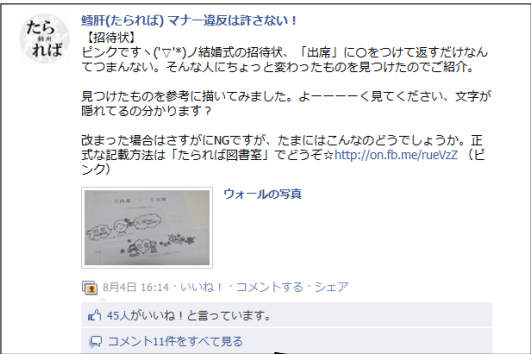 たら
れば
鱈肝(たられば) マナー違反は許さない！
【招待状】
ピンクですヽ('▽'*)ノ結婚式の招待状、「出席」に○をつけて返すだけなん
てつまんない。そんな人にちょっと変わったものを見つけたのでご紹介。
見つけたものを参考に描いてみました。よーーーーく見てください、文字が
隠れてるの分かります？
改まった場合はさすがにNGですが、たまにはこんなのどうでしょうか。正
式な記載方法は「たられば図書室」でどうぞ☆http://on.fb.me/rueVzZ （ピ
ンク）
ウォールの写真
8月4日 16:14・いいね！・コメントする・シェア
45人がいいね！と言っています。
コメント11件をすべて見る